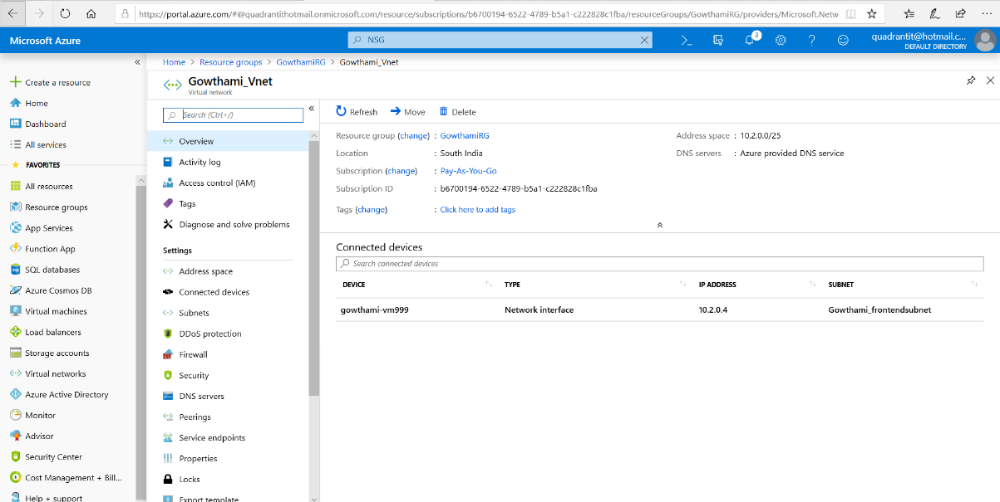 https://portal.azure.com/#@quadrantithotmail.onmicrosoft.com/resource/subscriptions/b6700194-6522-4789-b5a1-c222828c1fba/resourceGroups/GowthamiRG/providers/Microsoft.Netw
Microsoft Azure
NSG
3
quadrantit@hotmail.c...
DEFAULT DIRECTORY
Home > Resource groups > GowthamiRG > Gowthami_Vnet
Gowthami_Vnet
Virtual network
Create a resource
Home
Dashboard
All services
FAVORITES
All resources
Resource groups
App Services
Function App
SQL databases
Azure Cosmos DB
Virtual machines
Load balancers
Storage accounts
Virtual networks
Azure Active Directory
Monitor
Advisor
Security Center
Cost Management + Bill...
Help + support
Search (Ctrl+/)
Overview
Activity log
Access control (IAM)
Tags
Diagnose and solve problems
Settings
Address space
Connected devices
Subnets
DDoS protection
Firewall
Security
DNS servers
Peerings
Service endpoints
Properties
Locks
Export template
Refresh Move Delete
Resource group (change) : GowthamiRG
Location : South India
Subscription (change) : Pay-As-You-Go
Subscription ID : b6700194-6522-4789-b5a1-c222828c1fba
Tags (change) : Click here to add tags
Address space : 10.2.0.0/25
DNS servers : Azure provided DNS service
Connected devices
Search connected devices
DEVICE TYPE IP ADDRESS SUBNET
gowthami-vm999 Network interface 10.2.0.4 Gowthami_frontendsubnet